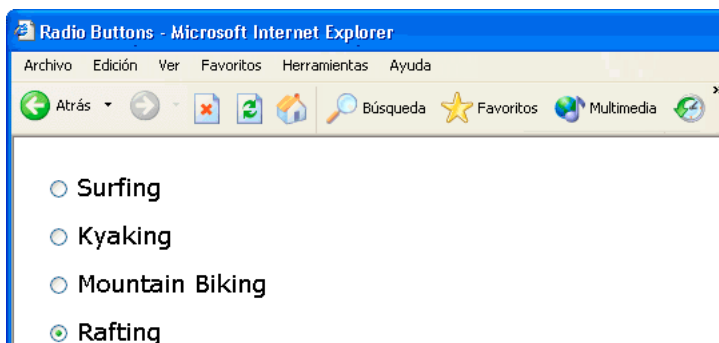 Radio Buttons - Microsoft Internet Explorer
Archivo Edición Ver Favoritos Herramientas Ayuda
Atrás Búsqueda Favoritos Multimedia »
Surfing
Kyaking
Mountain Biking
Rafting